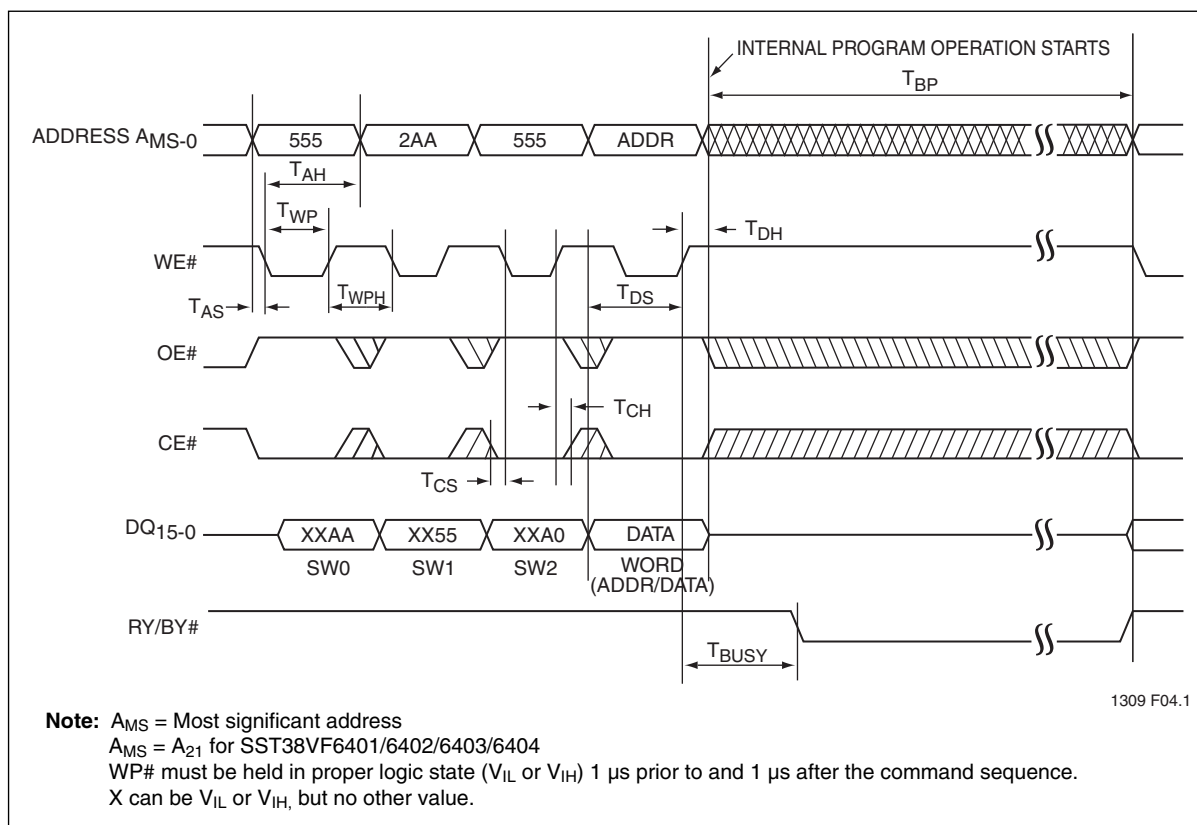 INTERNAL PROGRAM OPERATION STARTS
TBP
ADDRESS AMS-0
555
2AA
555
ADDR
TAH
TWP
TDH
WE#
TWPH
TDS
TAS
OE#
TCH
CE#
TCS
DQ15-0
XXAA
XX55
XXA0
DATA
SW0
SW1
SW2
WORD
(ADDR/DATA)
RY/BY#
TBUSY
1309 F04.1
Note: AMS = Most significant address
AMS = A21 for SST38VF6401/6402/6403/6404
WP# must be held in proper logic state (VIL or VIH) 1 µs prior to and 1 µs after the command sequence.
X can be VIL or VIH, but no other value.